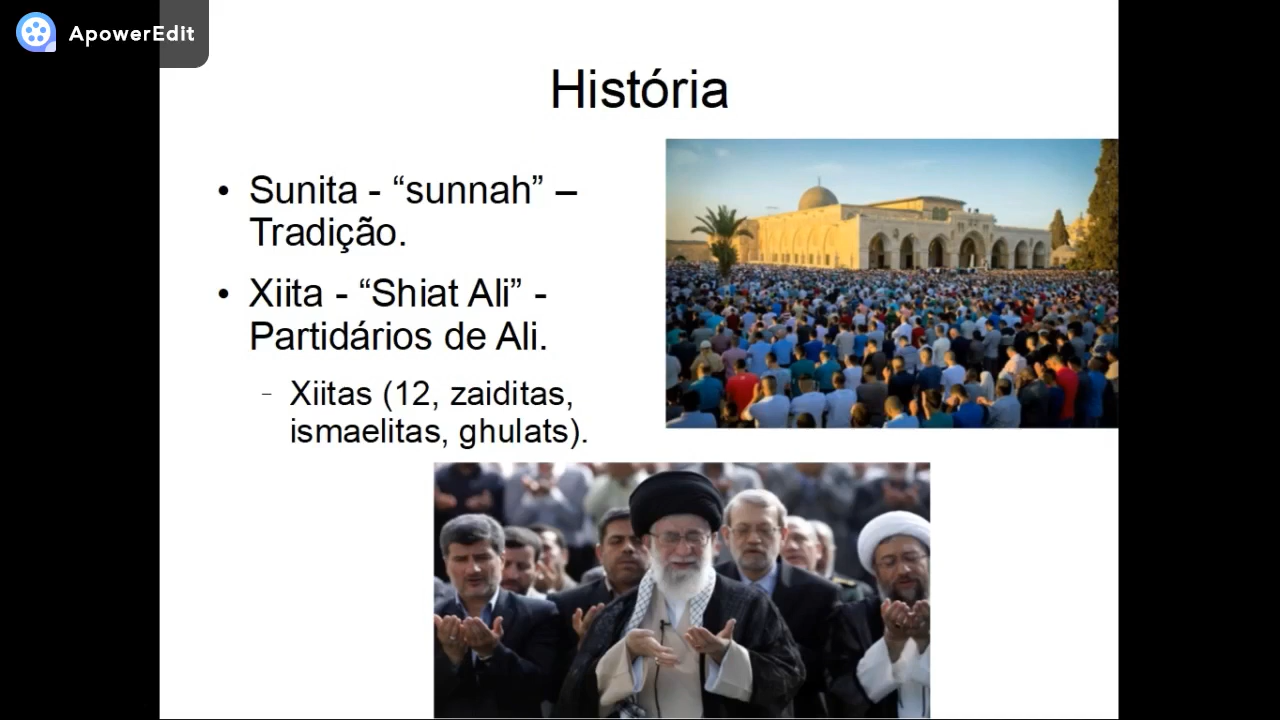 ApowerEdit
História
• Sunita - “sunnah” –
Tradição.
• Xiita - “Shiat Ali” -
Partidários de Ali.
– Xiitas (12, zaiditas,
ismaelitas, ghulats).